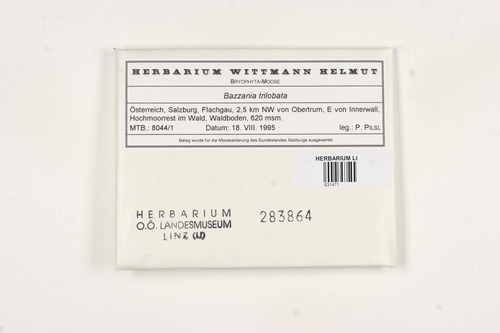 HERBARIUM WITTMANN HELMUT
BRYOPHYTA-MOOSE
Bazzania trilobata
Österreich, Salzburg, Flachgau, 2,5 km NW von Obertrum, E von Innerwall,
Hochmoorrest im Wald, Waldboden, 620 msm.
MTB.: 8044/1 Datum: 18. VIII. 1995 leg.: P. PILSL
Beleg wurde für die Mooskartierung des Bundeslandes Salzburgs ausgewertet
HERBARIUM LI
631471
HERBARIUM
O.Ö. LANDESMUSEUM
LINZ (LI)
283864